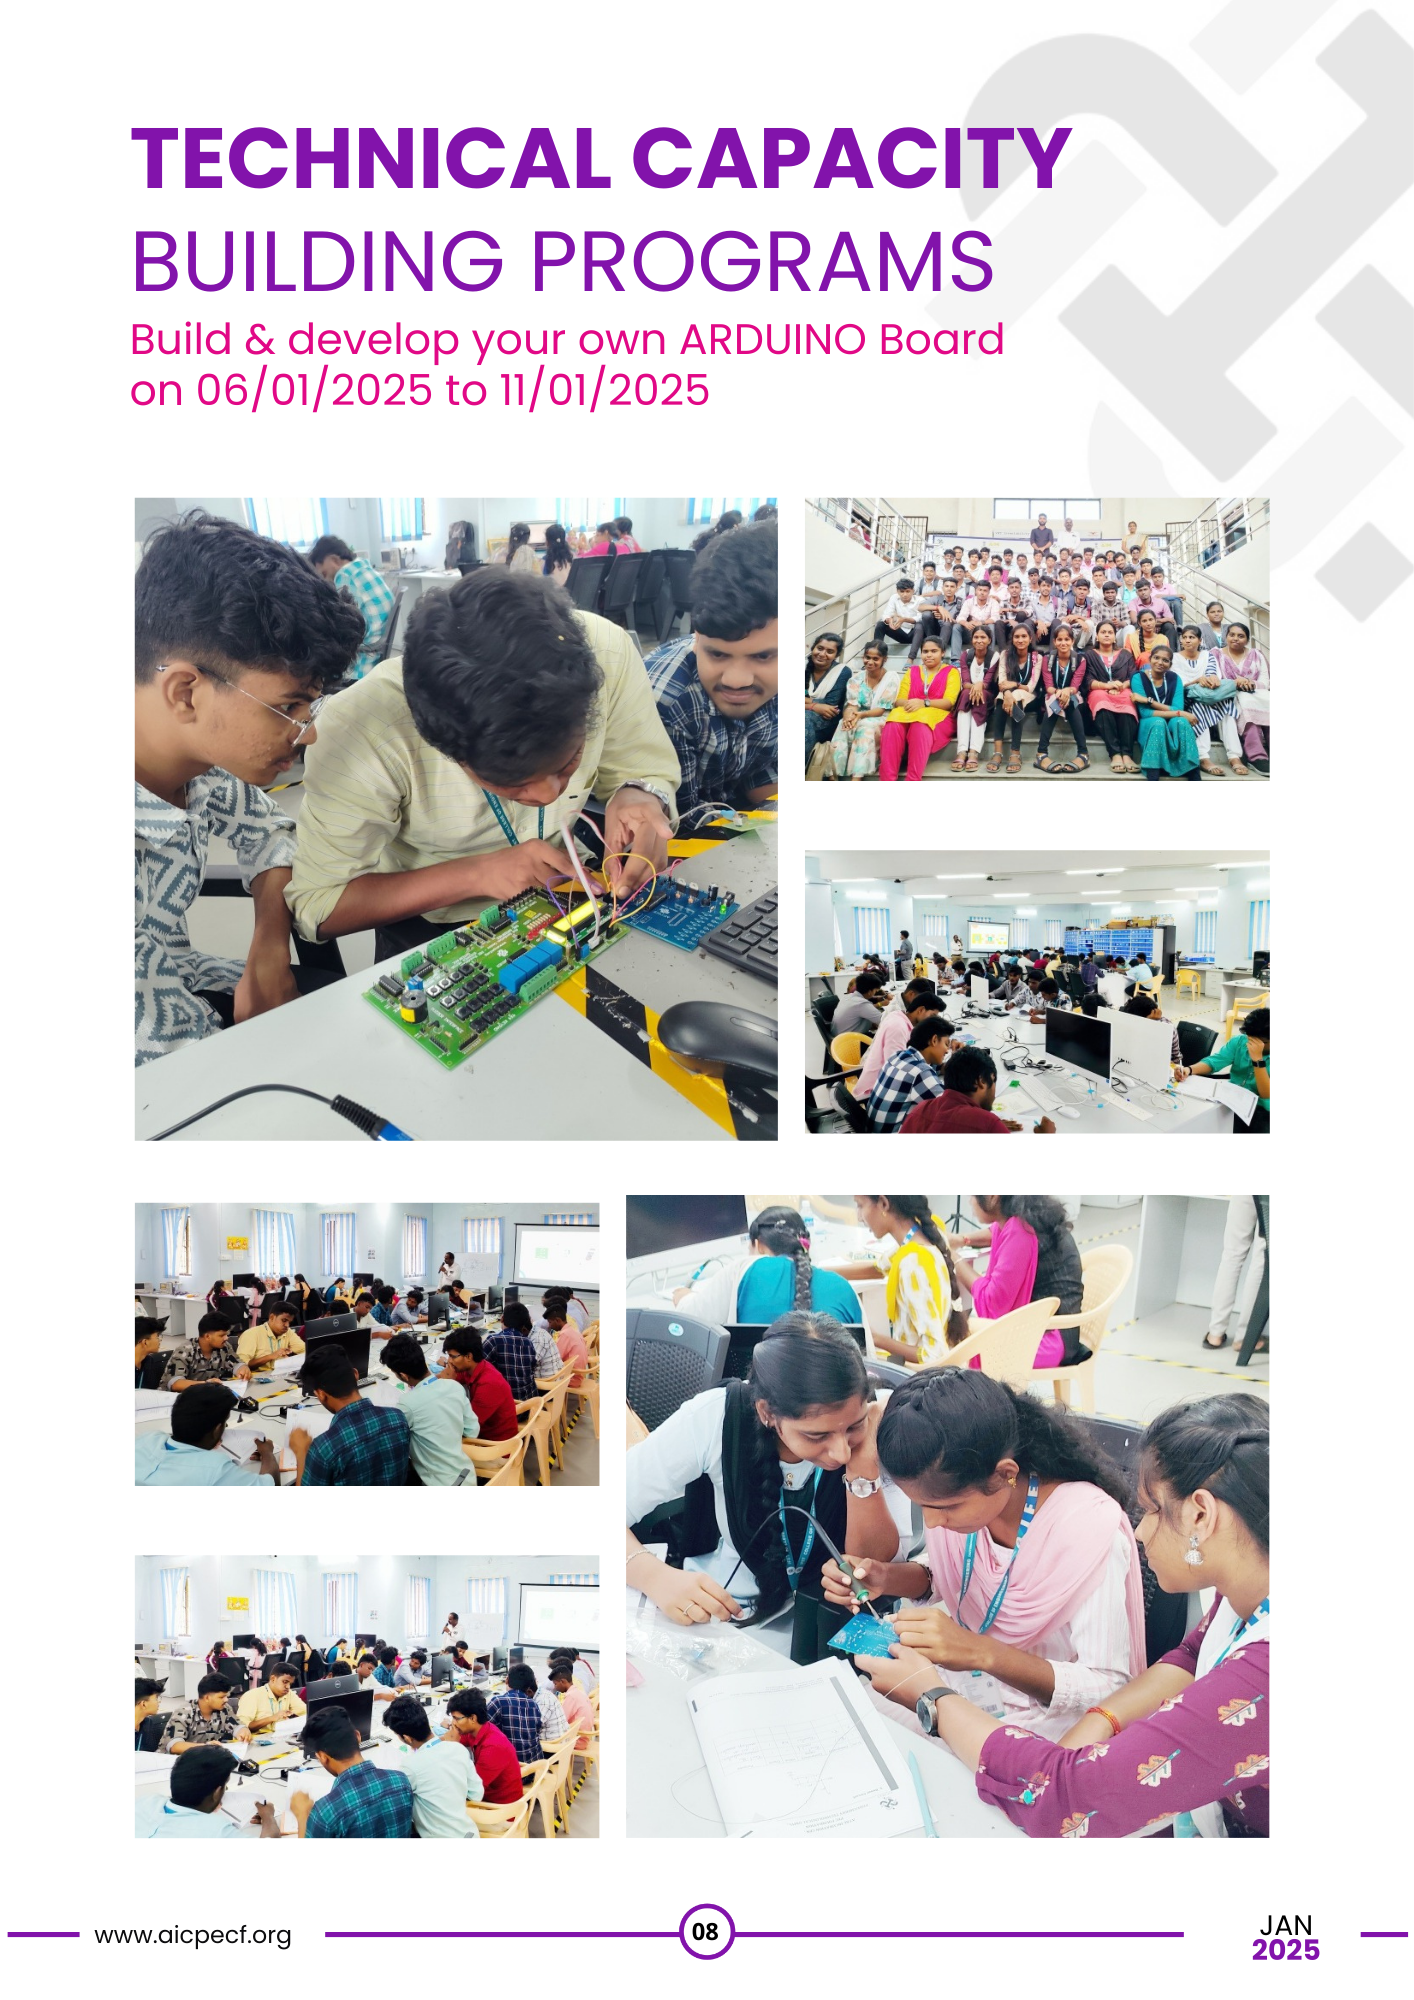 TECHNICAL CAPACITY
BUILDING PROGRAMS
Build & develop your own ARDUINO Board
on 06/01/2025 to 11/01/2025
www.aicpecf.org
08
JAN
2025